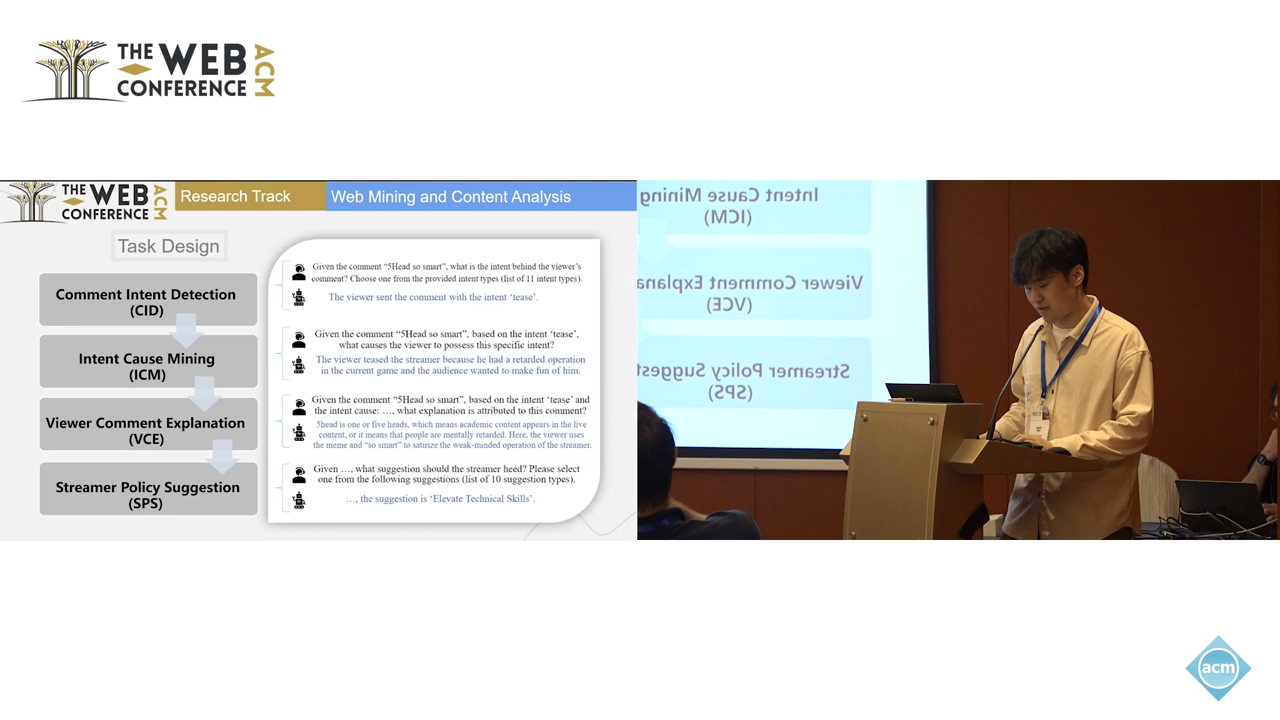 THE WEB
CONFERENCE
ACM
THE WEB
CONFERENCE
ACM
Research Track
Web Mining and Content Analysis
Task Design
Comment Intent Detection
(CID)
Intent Cause Mining
(ICM)
Viewer Comment Explanation
(VCE)
Streamer Policy Suggestion
(SPS)
Given the comment “5Head so smart”, what is the intent behind the viewer’s
comment? Choose one from the provided intent types (list of 11 intent types).
The viewer sent the comment with the intent ‘tease’.
Given the comment “5Head so smart”, based on the intent ‘tease’,
what causes the viewer to possess this specific intent?
The viewer teased the streamer because he had a retarded operation
in the current game and the audience wanted to make fun of him.
Given the comment “5Head so smart”, based on the intent ‘tease’ and
the intent cause: …, what explanation is attributed to this comment?
5head is one or five heads, which means academic content appears in the live
content, or it means that people are mentally retarded. Here, the viewer uses
the meme and “so smart” to satirize the weak-minded operation of the streamer.
Given …, what suggestion should the streamer heed? Please select
one from the following suggestions (list of 10 suggestion types).
…, the suggestion is ‘Elevate Technical Skills’.
Intent Cause Mining
(ICM)
Viewer Comment Explana
(VCE)
Streamer Policy Suggest
(SPS)
acm